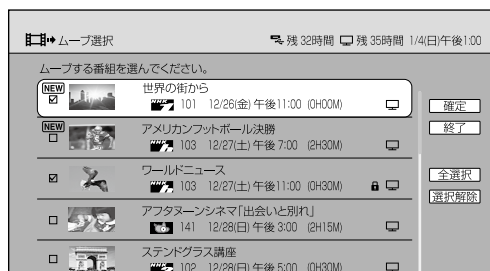 ムーブ選択 残 32時間 残 35時間 1/4(日)午後1:00
ムーブする番組を選んでください。
NEW 世界の街から
101 12/26(金) 午後11:00 (0H00M)
確定
NEW アメリカンフットボール決勝
103 12/27(土) 午後 7:00 (2H30M)
終了
ワールドニュース
103 12/27(土) 午後11:00 (0H30M)
全選択
選択解除
アフタヌーンシネマ「出会いと別れ」
141 12/28(日) 午後 3:00 (2H15M)
ステンドグラス講座
102 12/28(日) 午後 5:00 (0H30M)